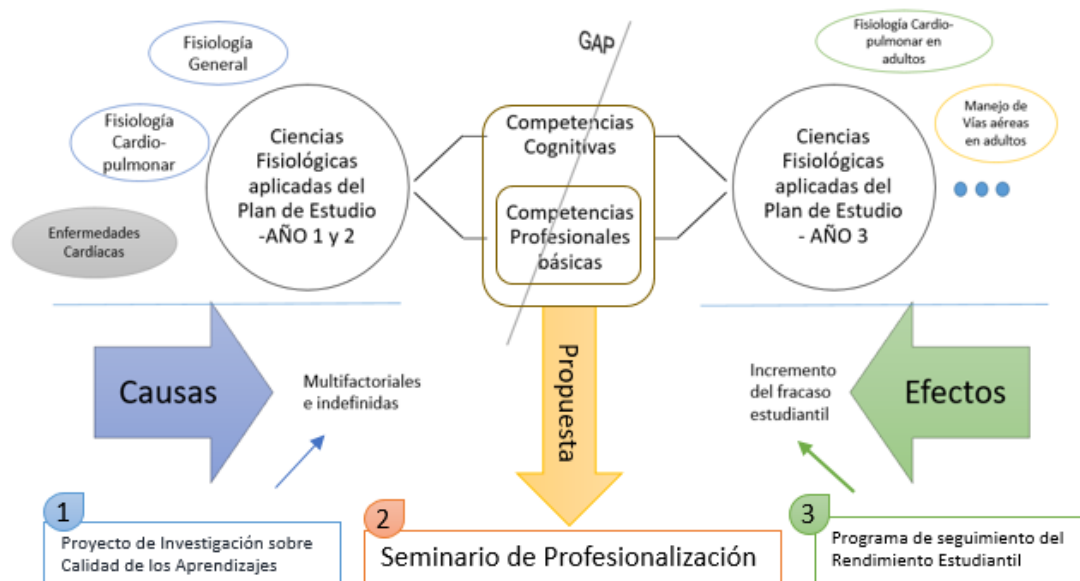 Fisiología
General
Fisiología
Cardio-
pulmonar
Enfermedades
Cardíacas
Ciencias
Fisiológicas
aplicadas del
Plan de Estudio
-AÑO 1 y 2
GAP
Competencias
Cognitivas
Competencias
Profesionales
básicas
Ciencias
Fisiológicas
aplicadas del
Plan de Estudio
- AÑO 3
Fisiología Cardio-
pulmonar en
adultos
Manejo de
Vías aéreas
en adultos
Causas
Multifactoriales
e indefinidas
Propuesta
Incremento
del fracaso
estudiantil
Efectos
1
Proyecto de Investigación sobre
Calidad de los Aprendizajes
2
Seminario de Profesionalización
3
Programa de seguimiento del
Rendimiento Estudiantil